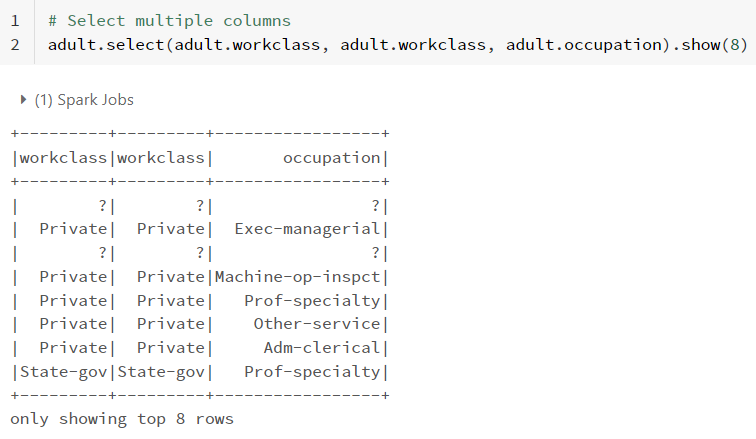 1 # Select multiple columns
2 adult.select(adult.workclass, adult.workclass, adult.occupation).show(8)
(1) Spark Jobs
+---------+---------+-----------------+
|workclass|workclass|       occupation|
+---------+---------+-----------------+
|        ?|        ?|                ?|
|  Private|  Private|  Exec-managerial|
|        ?|        ?|                ?|
|  Private|  Private|Machine-op-inspct|
|  Private|  Private|   Prof-specialty|
|  Private|  Private|    Other-service|
|  Private|  Private|     Adm-clerical|
|State-gov|State-gov|   Prof-specialty|
+---------+---------+-----------------+
only showing top 8 rows